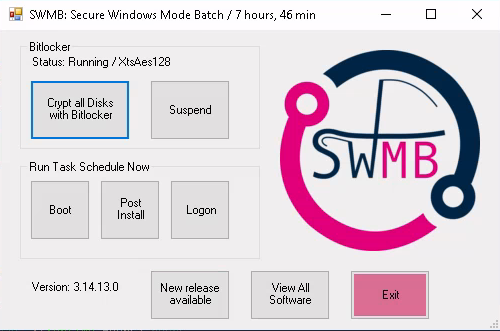 SWMB: Secure Windows Mode Batch / 7 hours, 46 min
Bitlocker
Status: Running / XtsAes128
Crypt all Disks
with Bitlocker
Suspend
Run Task Schedule Now
Boot
Post
Install
Logon
SWMB
Version: 3.14.13.0
New release
available
View All
Software
Exit